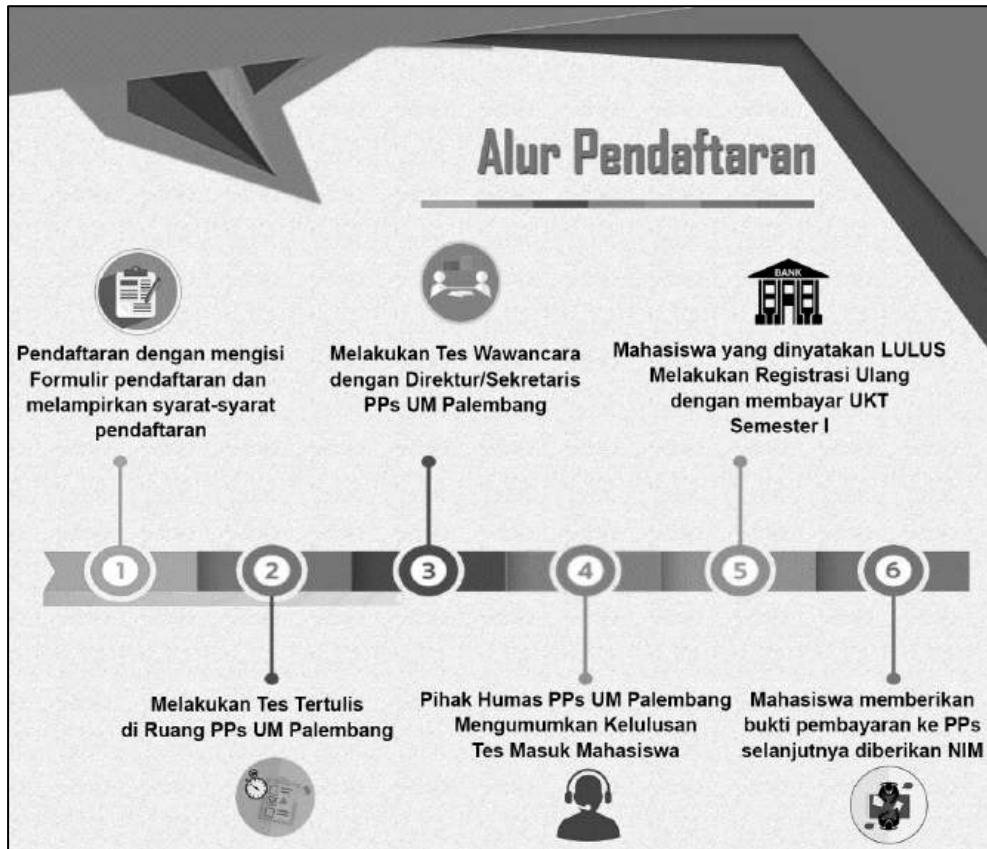 Alur Pendaftaran
Pendaftaran dengan mengisi
Formulir pendaftaran dan
melampirkan syarat-syarat
pendaftaran
1
Melakukan Tes Tertulis
di Ruang PPs UM Palembang
2
Melakukan Tes Wawancara
dengan Direktur/Sekretaris
PPs UM Palembang
3
Pihak Humas PPs UM Palembang
Mengumumkan Kelulusan
Tes Masuk Mahasiswa
4
BANK
Mahasiswa yang dinyatakan LULUS
Melakukan Registrasi Ulang
dengan membayar UKT
Semester I
5
Mahasiswa memberikan
bukti pembayaran ke PPs
selanjutnya diberikan NIM
6